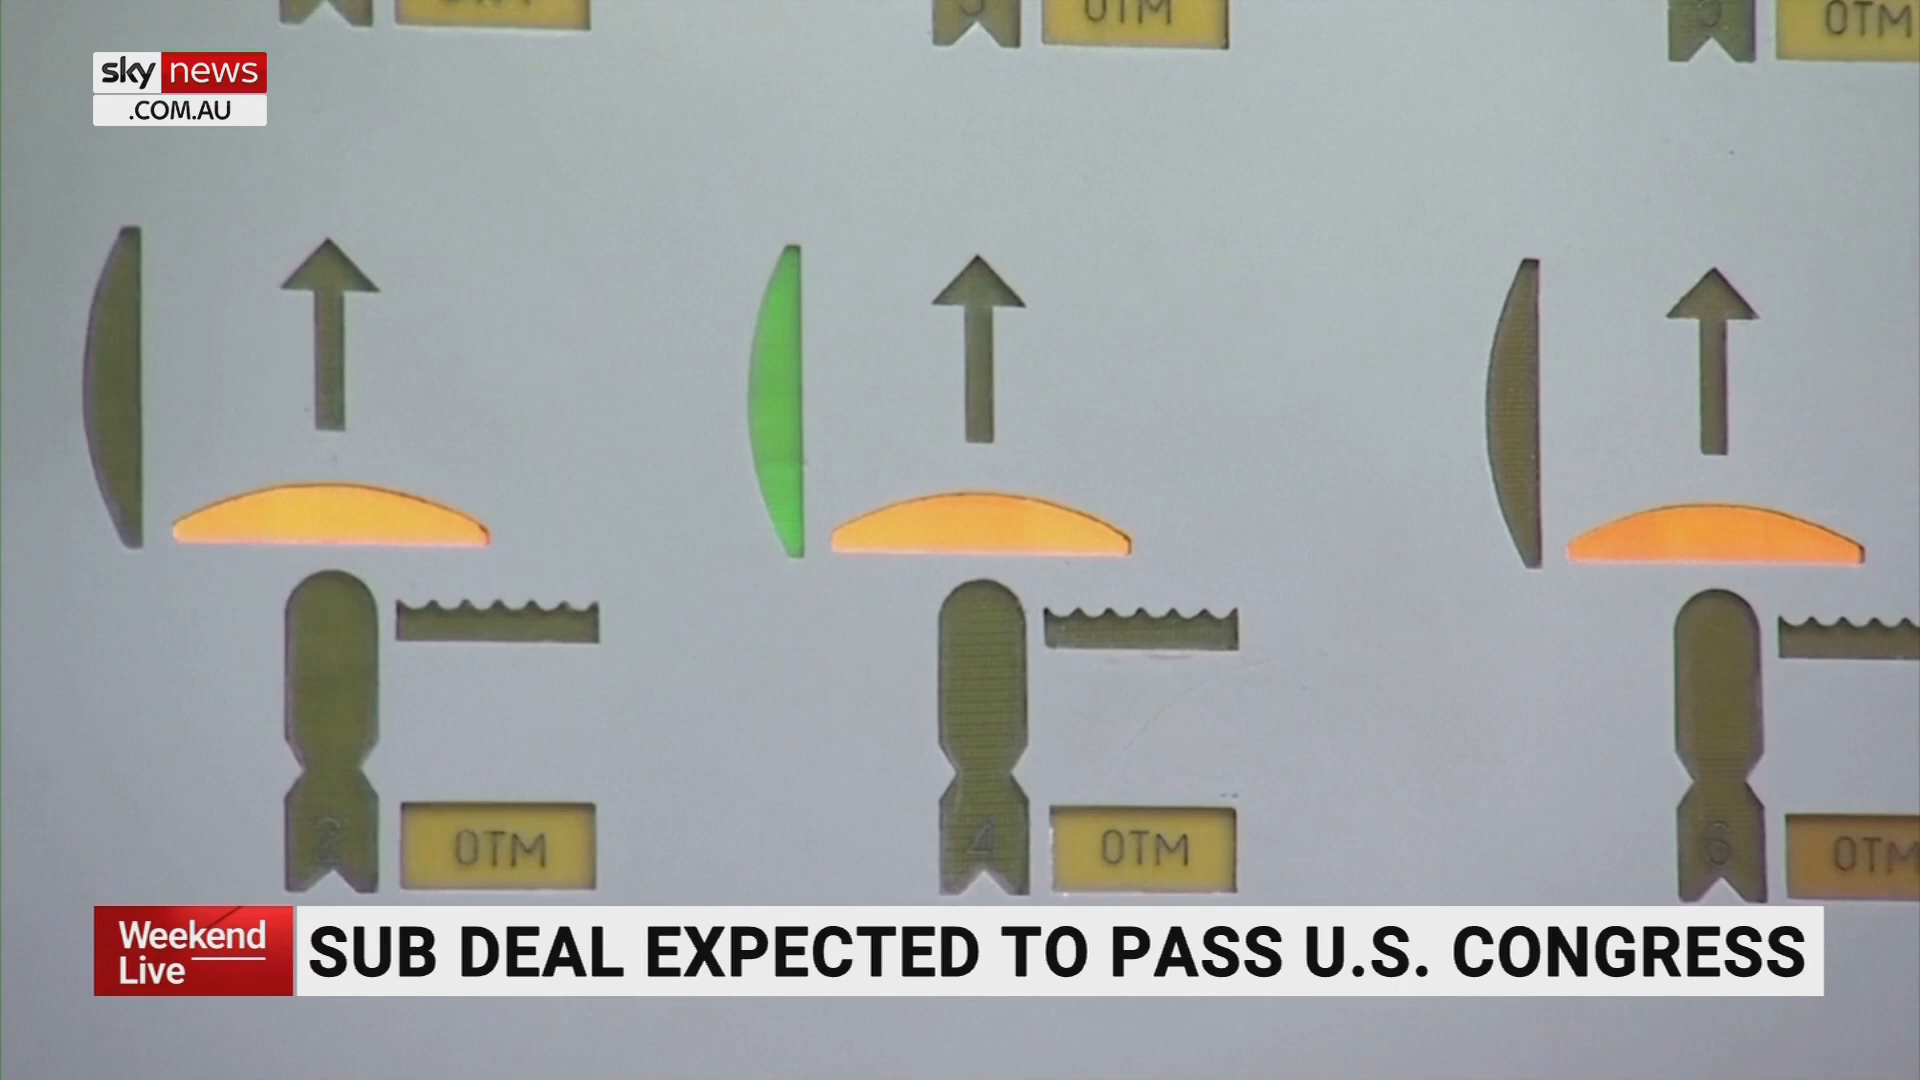 OTM
OTM
OTM
sky news
.COM.AU
2 OTM
4 OTM
6 OTM
Weekend
Live
SUB DEAL EXPECTED TO PASS U.S. CONGRESS